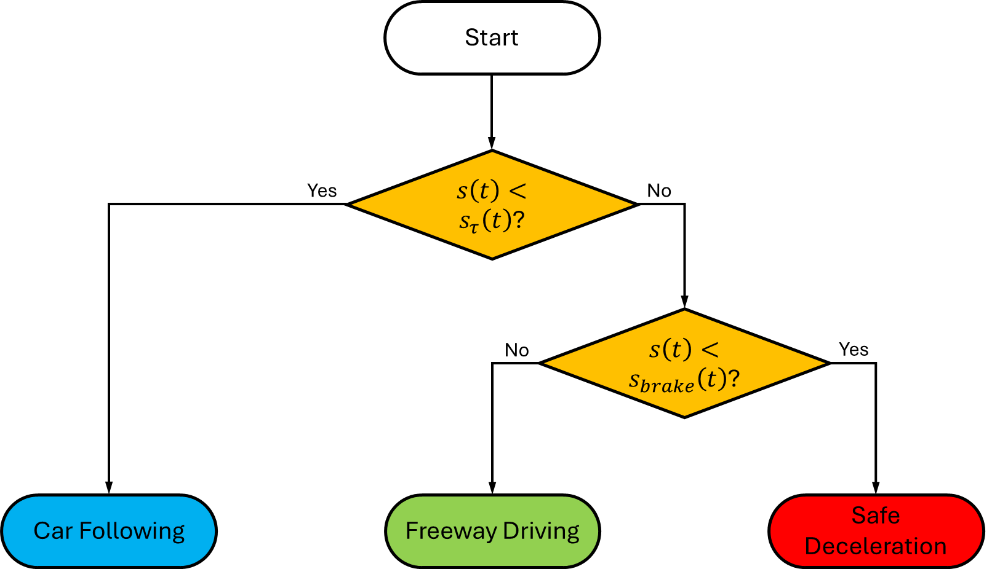 Start
Yes
s(t) <
s_τ(t)?
No
No
s(t) <
s_brake(t)?
Yes
Car Following
Freeway Driving
Safe
Deceleration